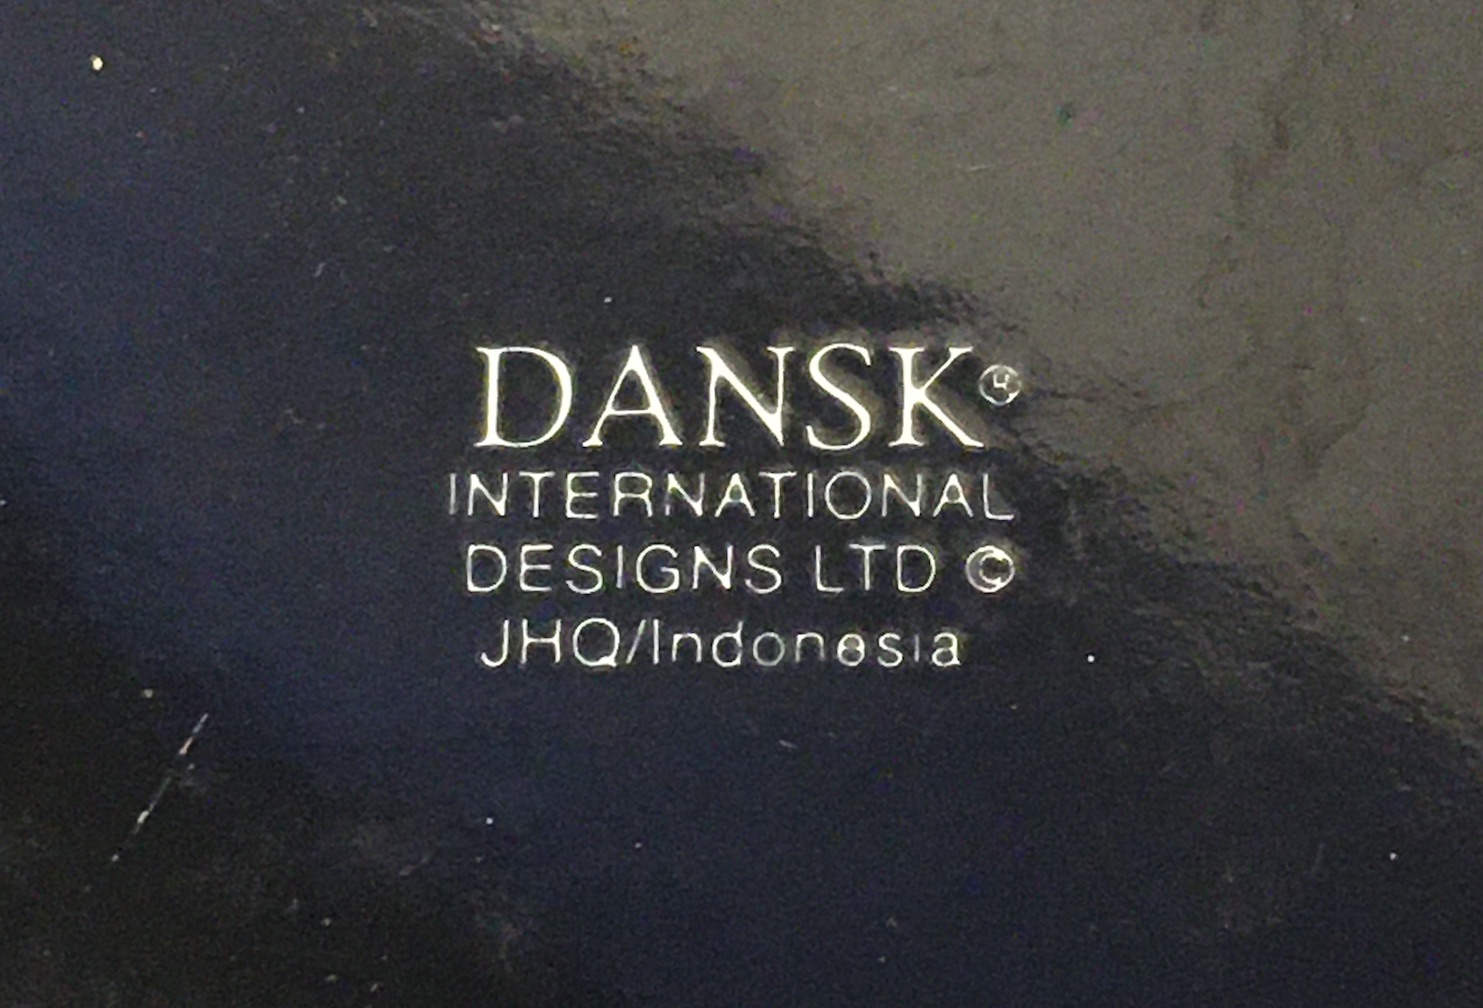 DANSK®
INTERNATIONAL
DESIGNS LTD ©
JHQ/Indonesia